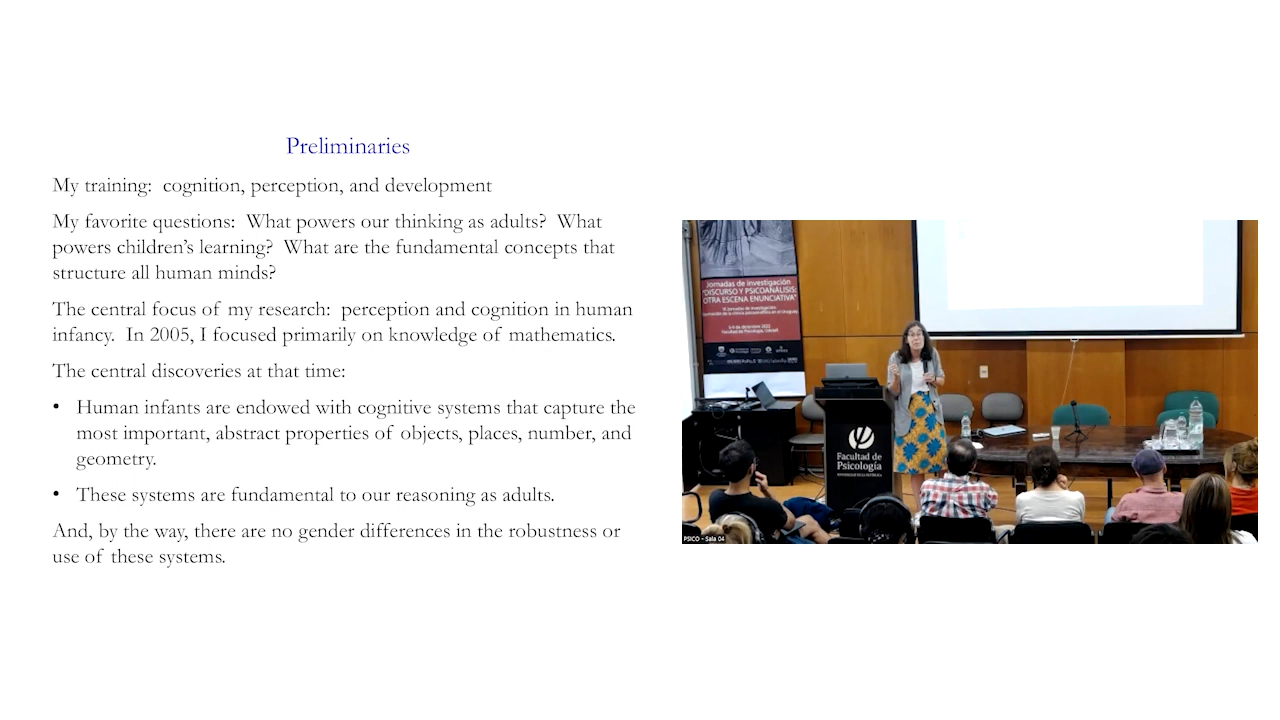 Preliminaries
My training: cognition, perception, and development
My favorite questions: What powers our thinking as adults? What
powers children's learning? What are the fundamental concepts that
structure all human minds?
The central focus of my research: perception and cognition in human
infancy. In 2005, I focused primarily on knowledge of mathematics.
The central discoveries at that time:
• Human infants are endowed with cognitive systems that capture the
most important, abstract properties of objects, places, number, and
geometry.
• These systems are fundamental to our reasoning as adults.
And, by the way, there are no gender differences in the robustness or
use of these systems.
Jornadas de investigación
"DISCURSO Y PSICOANÁLISIS:
OTRA ESCENA ENUNCIATIVA"
Facultad de
Psicología
UNIVERSIDAD DE LA REPÚBLICA
PSICO - Sala 04